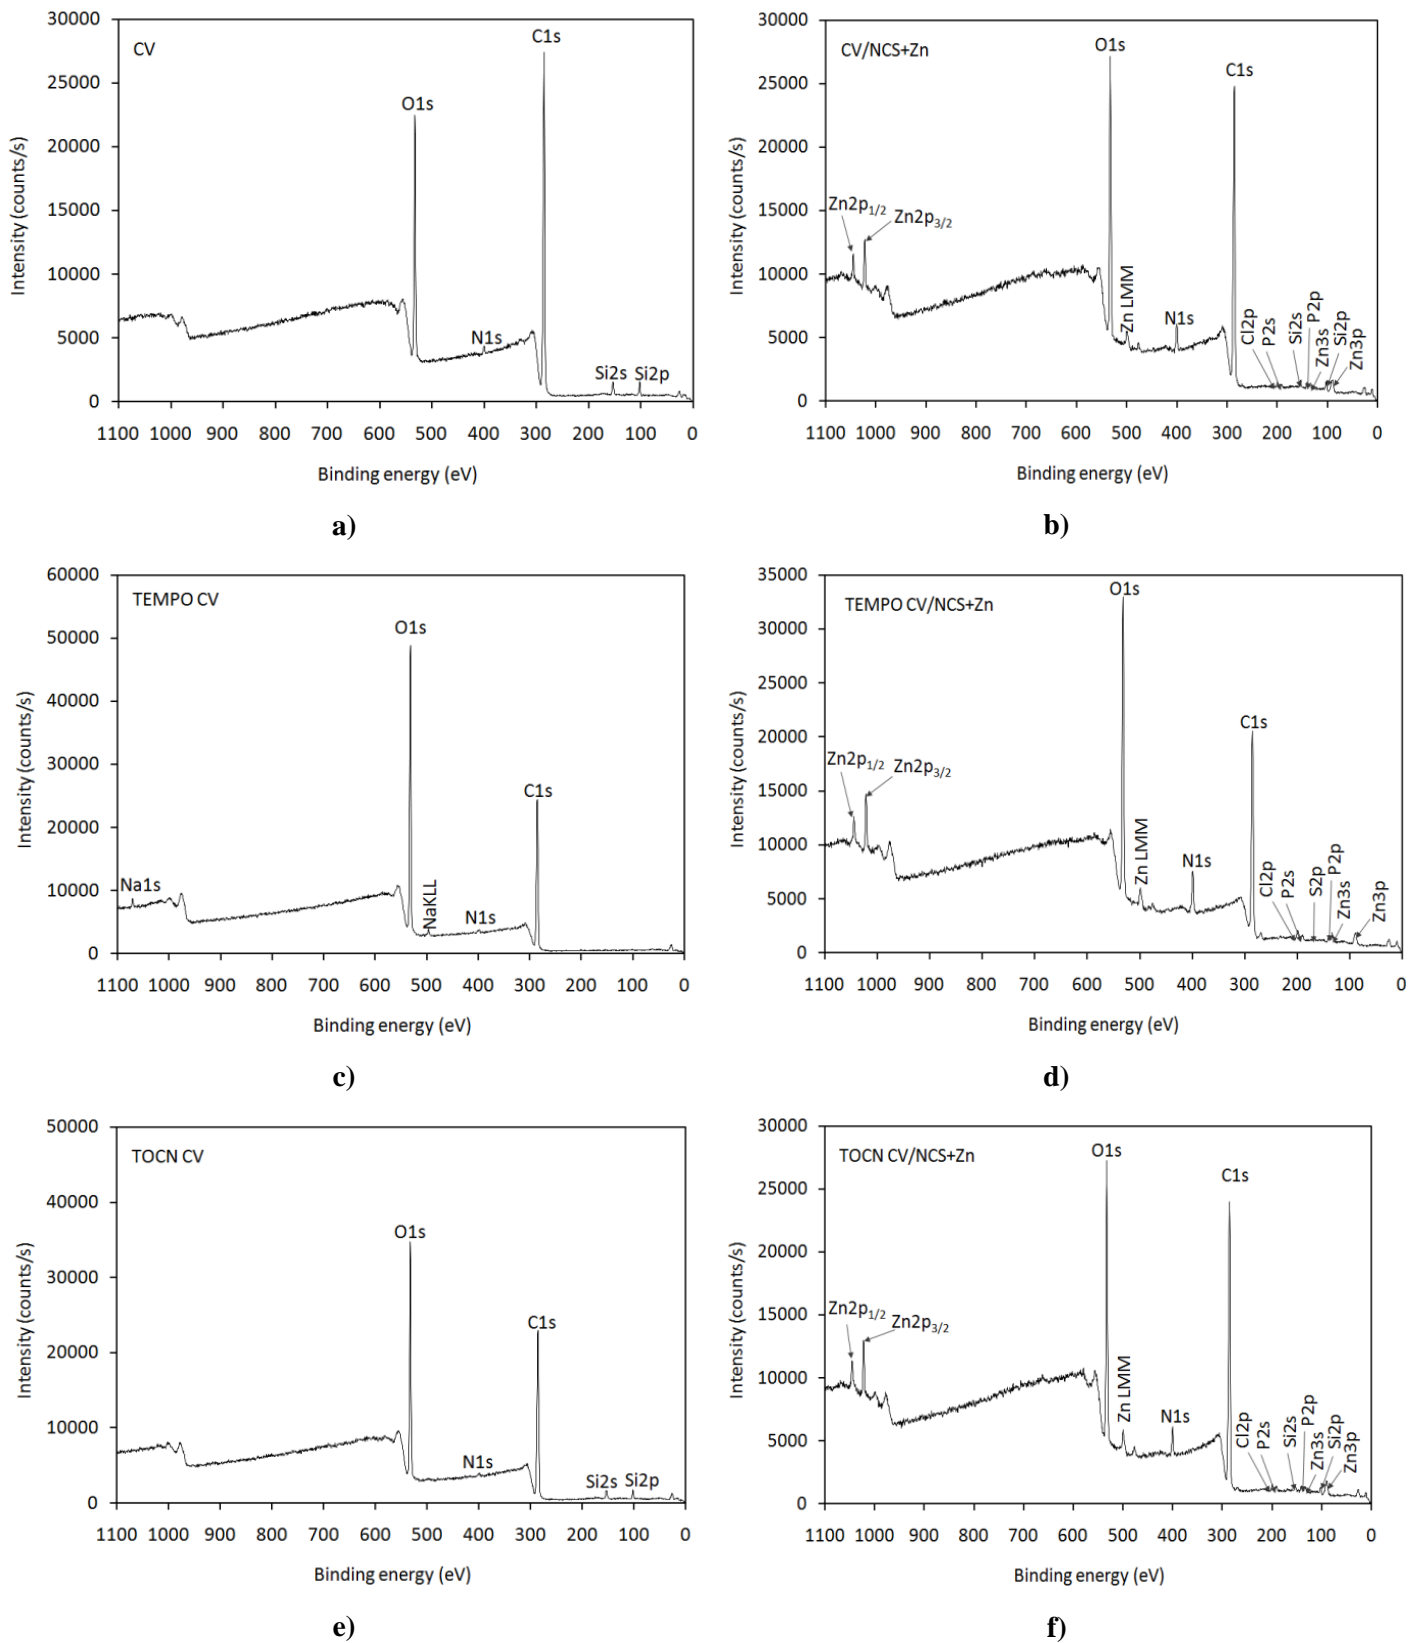 30000
25000
20000
15000
10000
5000
0
Intensity (counts/s)
CV
O1s
C1s
N1s
Si2s
Si2p
1100 1000 900 800 700 600 500 400 300 200 100 0
Binding energy (eV)
a)
30000
25000
20000
15000
10000
5000
0
Intensity (counts/s)
CV/NCS+Zn
Zn2p1/2
Zn2p3/2
O1s
Zn LMM
N1s
C1s
Cl2p
P2s
Si2s
P2p
Zn3s
Si2p
Zn3p
1100 1000 900 800 700 600 500 400 300 200 100 0
Binding energy (eV)
b)
60000
50000
40000
30000
20000
10000
0
Intensity (counts/s)
TEMPO CV
Na1s
O1s
NaKLL
N1s
C1s
1100 1000 900 800 700 600 500 400 300 200 100 0
Binding energy (eV)
c)
35000
30000
25000
20000
15000
10000
5000
0
Intensity (counts/s)
TEMPO CV/NCS+Zn
Zn2p1/2
Zn2p3/2
O1s
Zn LMM
N1s
C1s
Cl2p
P2s
S2p
P2p
Zn3s
Zn3p
1100 1000 900 800 700 600 500 400 300 200 100 0
Binding energy (eV)
d)
50000
40000
30000
20000
10000
0
Intensity (counts/s)
TOCN CV
O1s
N1s
C1s
Si2s
Si2p
1100 1000 900 800 700 600 500 400 300 200 100 0
Binding energy (eV)
e)
30000
25000
20000
15000
10000
5000
0
Intensity (counts/s)
TOCN CV/NCS+Zn
Zn2p1/2
Zn2p3/2
O1s
Zn LMM
N1s
C1s
Cl2p
P2s
Si2s
P2p
Zn3s
Si2p
Zn3p
1100 1000 900 800 700 600 500 400 300 200 100 0
Binding energy (eV)
f)